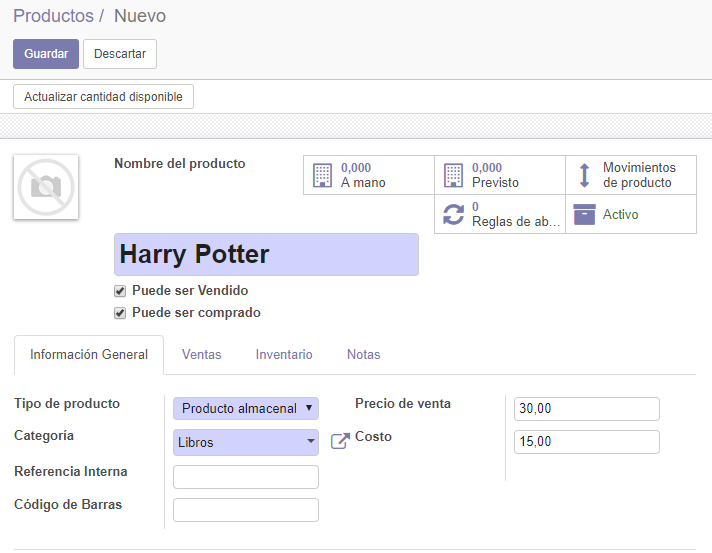 Productos / Nuevo
Guardar Descartar
Actualizar cantidad disponible
Nombre del producto
0,000
A mano
0,000
Previsto
Movimientos
de producto
0
Reglas de ab...
Activo
Harry Potter
Puede ser Vendido
Puede ser comprado
Información General Ventas Inventario Notas
Tipo de producto Producto almacenal
Categoría Libros
Referencia Interna
Código de Barras
Precio de venta 30,00
Costo 15,00